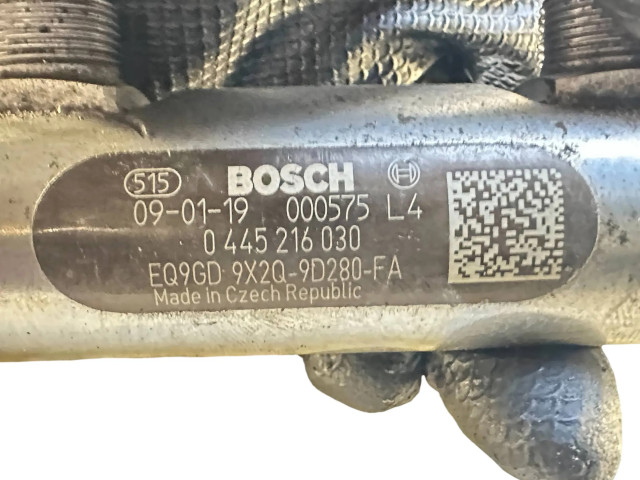 515 BOSCH
09-01-19 000575 L4
0 445 216 030
EQ9GD 9X2Q-9D280-FA
Made in Czech Republic